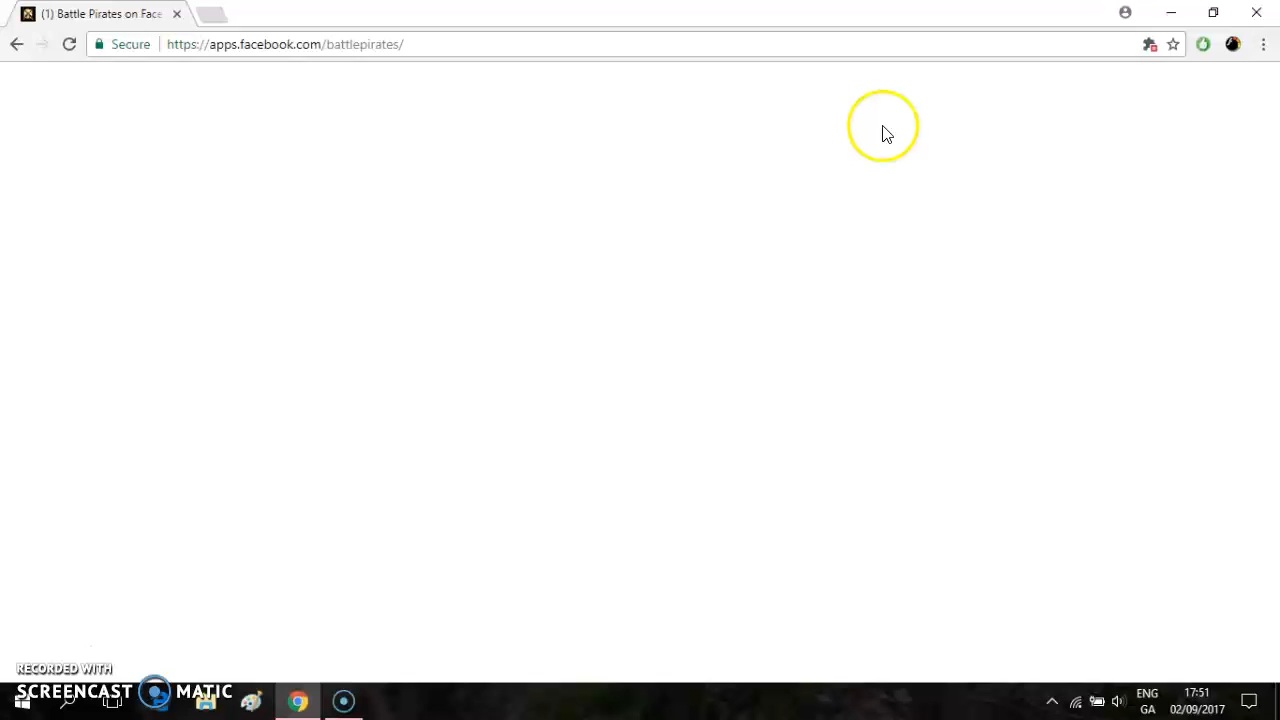 (1) Battle Pirates on Face
Secure
https://apps.facebook.com/battlepirates/
RECORDED WITH
SCREENCAST MATIC
ENG
GA
17:51
02/09/2017